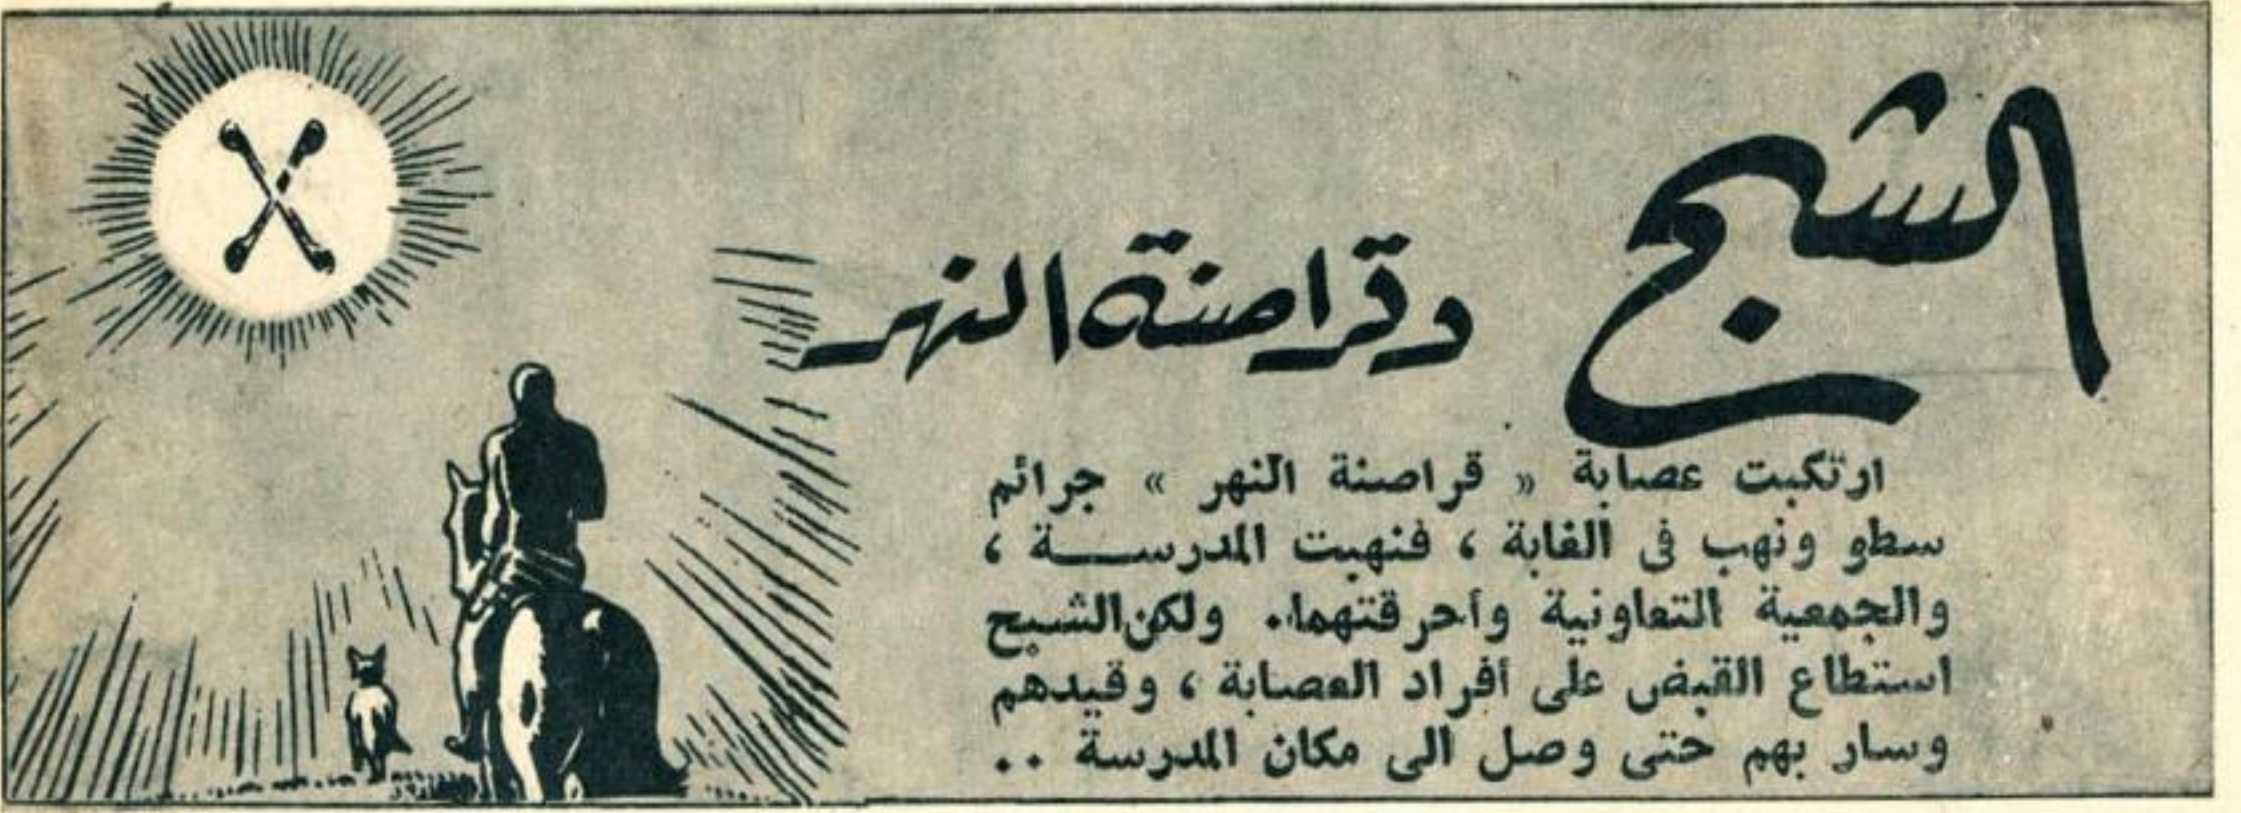 الشبح
وقراصنة النهر
ارتكبت عصابة « قراصنة النهر » جرائم
سطو ونهب فى الغابة ، فنهبت المدرســـة ،
والجمعية التعاونية وأحرقتهما. ولكن الشبح
استطاع القبض على أفراد العصابة ، وقيدهم
وسار بهم حتى وصل الى مكان المدرسة ..